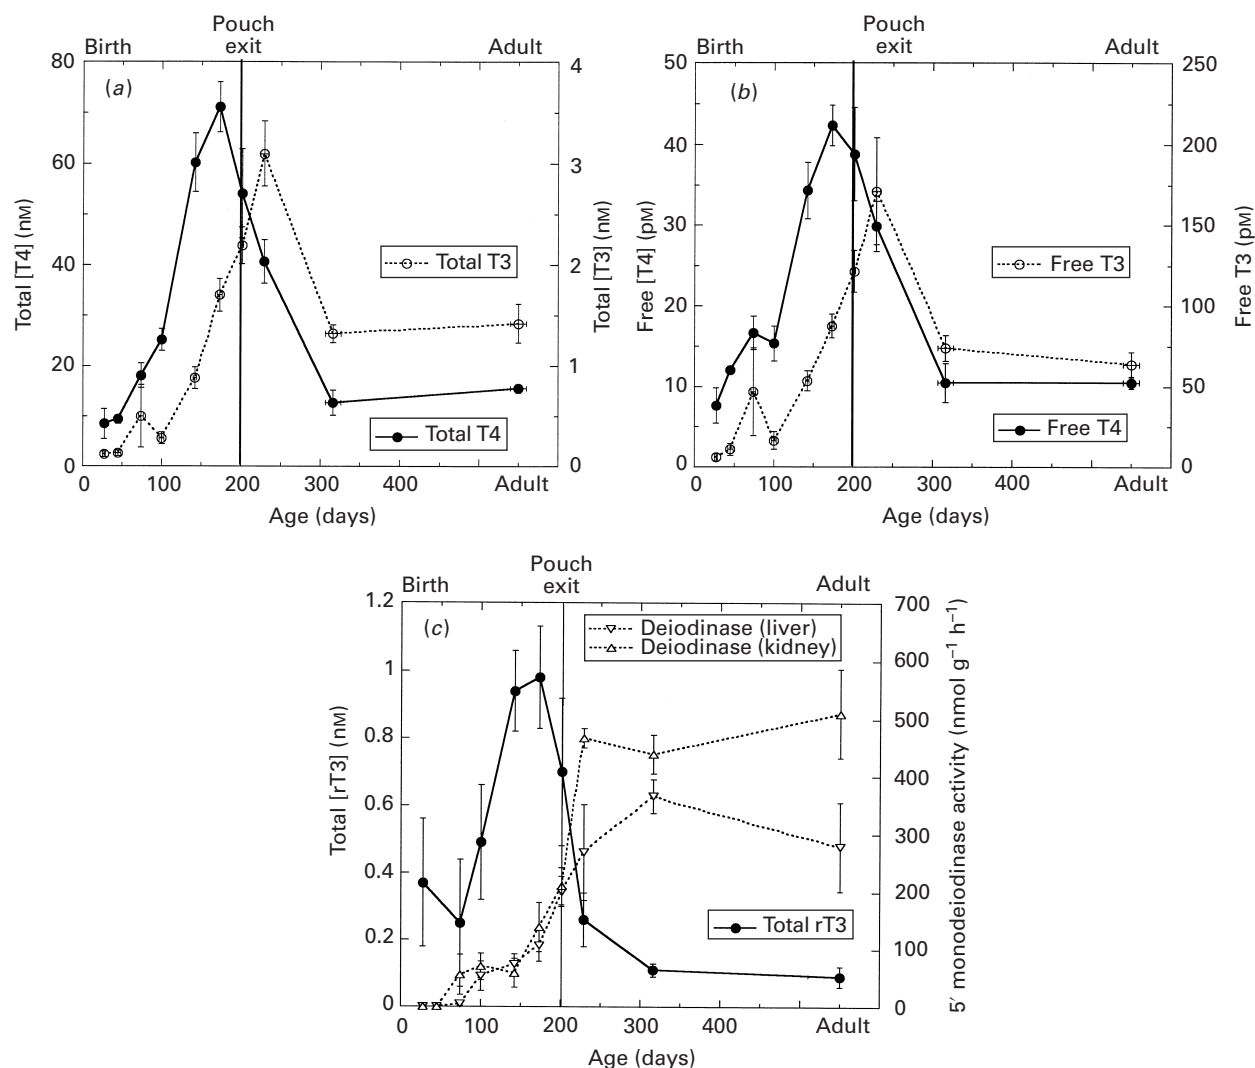 Birth
Pouch
exit
Adult
(a)
80
60
40
20
0
Total [T4] (nM)
4
3
2
1
0
Total [T3] (nM)
Total T3
Total T4
0 100 200 300 400 Adult
Age (days)
Birth
Pouch
exit
Adult
(b)
50
40
30
20
10
0
Free [T4] (pM)
250
200
150
100
50
0
Free T3 (pM)
Free T3
Free T4
0 100 200 300 400 Adult
Age (days)
Birth
Pouch
exit
Adult
(c)
1.2
1
0.8
0.6
0.4
0.2
0
Total [rT3] (nM)
700
600
500
400
300
200
100
0
5′ monodeiodinase activity (nmol g⁻¹ h⁻¹)
Deiodinase (liver)
Deiodinase (kidney)
Total rT3
0 100 200 300 400 Adult
Age (days)